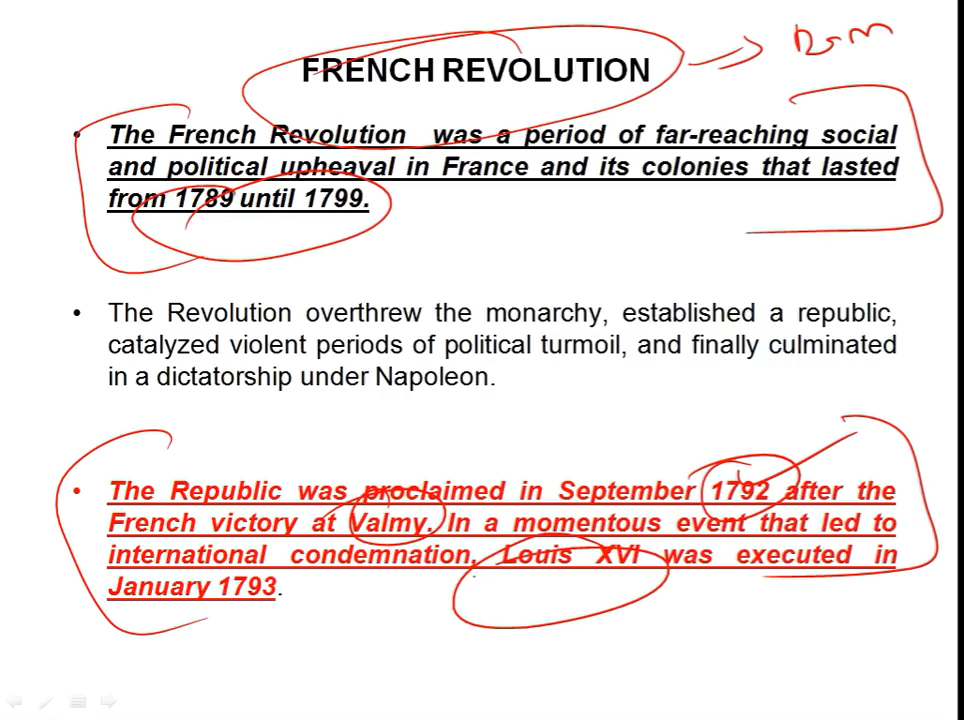 FRENCH REVOLUTION
• The French Revolution was a period of far-reaching social
and political upheaval in France and its colonies that lasted
from 1789 until 1799.
• The Revolution overthrew the monarchy, established a republic,
catalyzed violent periods of political turmoil, and finally culminated
in a dictatorship under Napoleon.
• The Republic was proclaimed in September 1792 after the
French victory at Valmy. In a momentous event that led to
international condemnation, Louis XVI was executed in
January 1793.